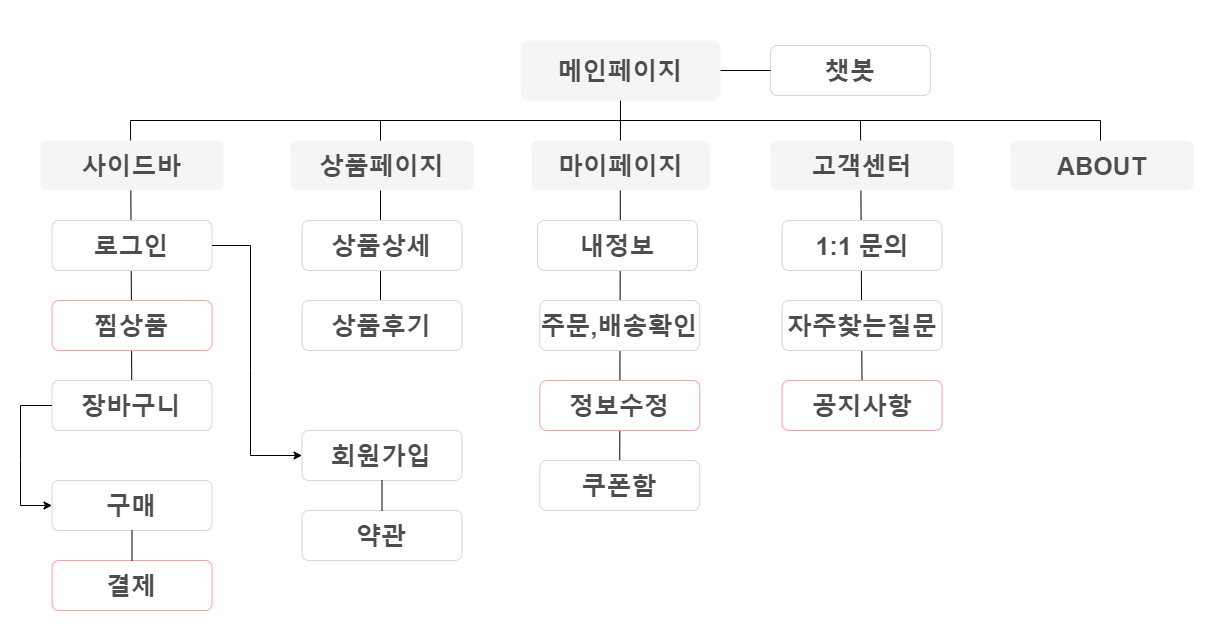 메인페이지
챗봇
사이드바
상품페이지
마이페이지
고객센터
ABOUT
로그인
상품상세
내정보
1:1 문의
찜상품
상품후기
주문,배송확인
자주찾는질문
장바구니
정보수정
공지사항
회원가입
쿠폰함
구매
약관
결제